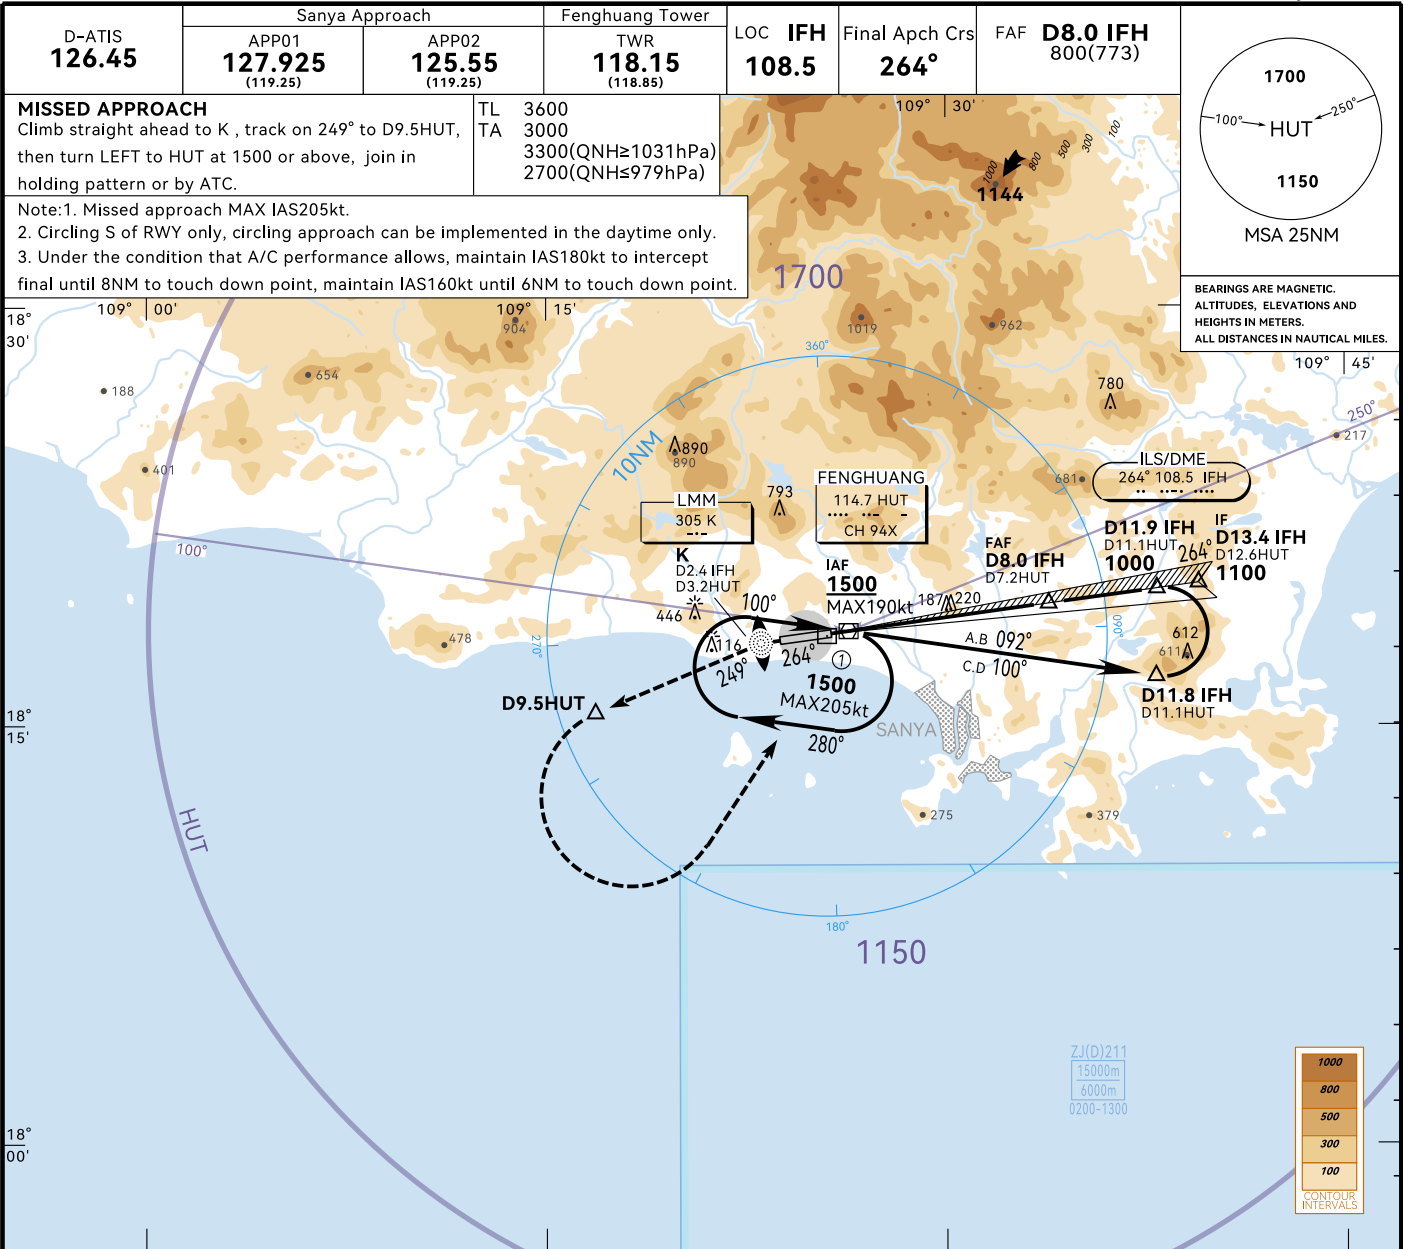 D-ATIS
126.45
Sanya Approach
APP01
127.925
(119.25)
APP02
125.55
(119.25)
Fenghuang Tower
TWR
118.15
(118.85)
LOC IFH
108.5
Final Apch Crs
264°
FAF D8.0 IFH
800(773)
MISSED APPROACH
Climb straight ahead to K , track on 249° to D9.5HUT,
then turn LEFT to HUT at 1500 or above, join in
holding pattern or by ATC.
TL 3600
TA 3000
3300(QNH≥1031hPa)
2700(QNH≤979hPa)
Note:1. Missed approach MAX IAS205kt.
2. Circling S of RWY only, circling approach can be implemented in the daytime only.
3. Under the condition that A/C performance allows, maintain IAS180kt to intercept
final until 8NM to touch down point, maintain IAS160kt until 6NM to touch down point.
1700
100°
250°
HUT
1150
MSA 25NM
BEARINGS ARE MAGNETIC.
ALTITUDES, ELEVATIONS AND
HEIGHTS IN METERS.
ALL DISTANCES IN NAUTICAL MILES.
109° 30'
1000
800
500
300
100
1144
1700
109° 00'
109° 15'
109° 45'
18°
30'
904
1019
962
654
188
360°
780
250°
217
401
10NM
890
890
793
681
ILS/DME
264° 108.5 IFH
FENGHUANG
114.7 HUT
CH 94X
LMM
305 K
100°
K
D2.4 IFH
D3.2HUT
IAF
1500
MAX190kt
FAF
D8.0 IFH
D7.2HUT
D11.9 IFH
D11.1HUT
1000
264°
IF
D13.4 IFH
D12.6HUT
1100
187
220
446
100°
116
478
270°
090°
249°
264°
1
1500
MAX205kt
280°
A.B 092°
C.D 100°
612
611
D11.8 IFH
D11.1HUT
D9.5HUT
SANYA
18°
15'
275
379
HUT
180°
1150
ZJ(D)211
15000m
6000m
0200-1300
18°
00'
1000
800
500
300
100
CONTOUR
INTERVALS